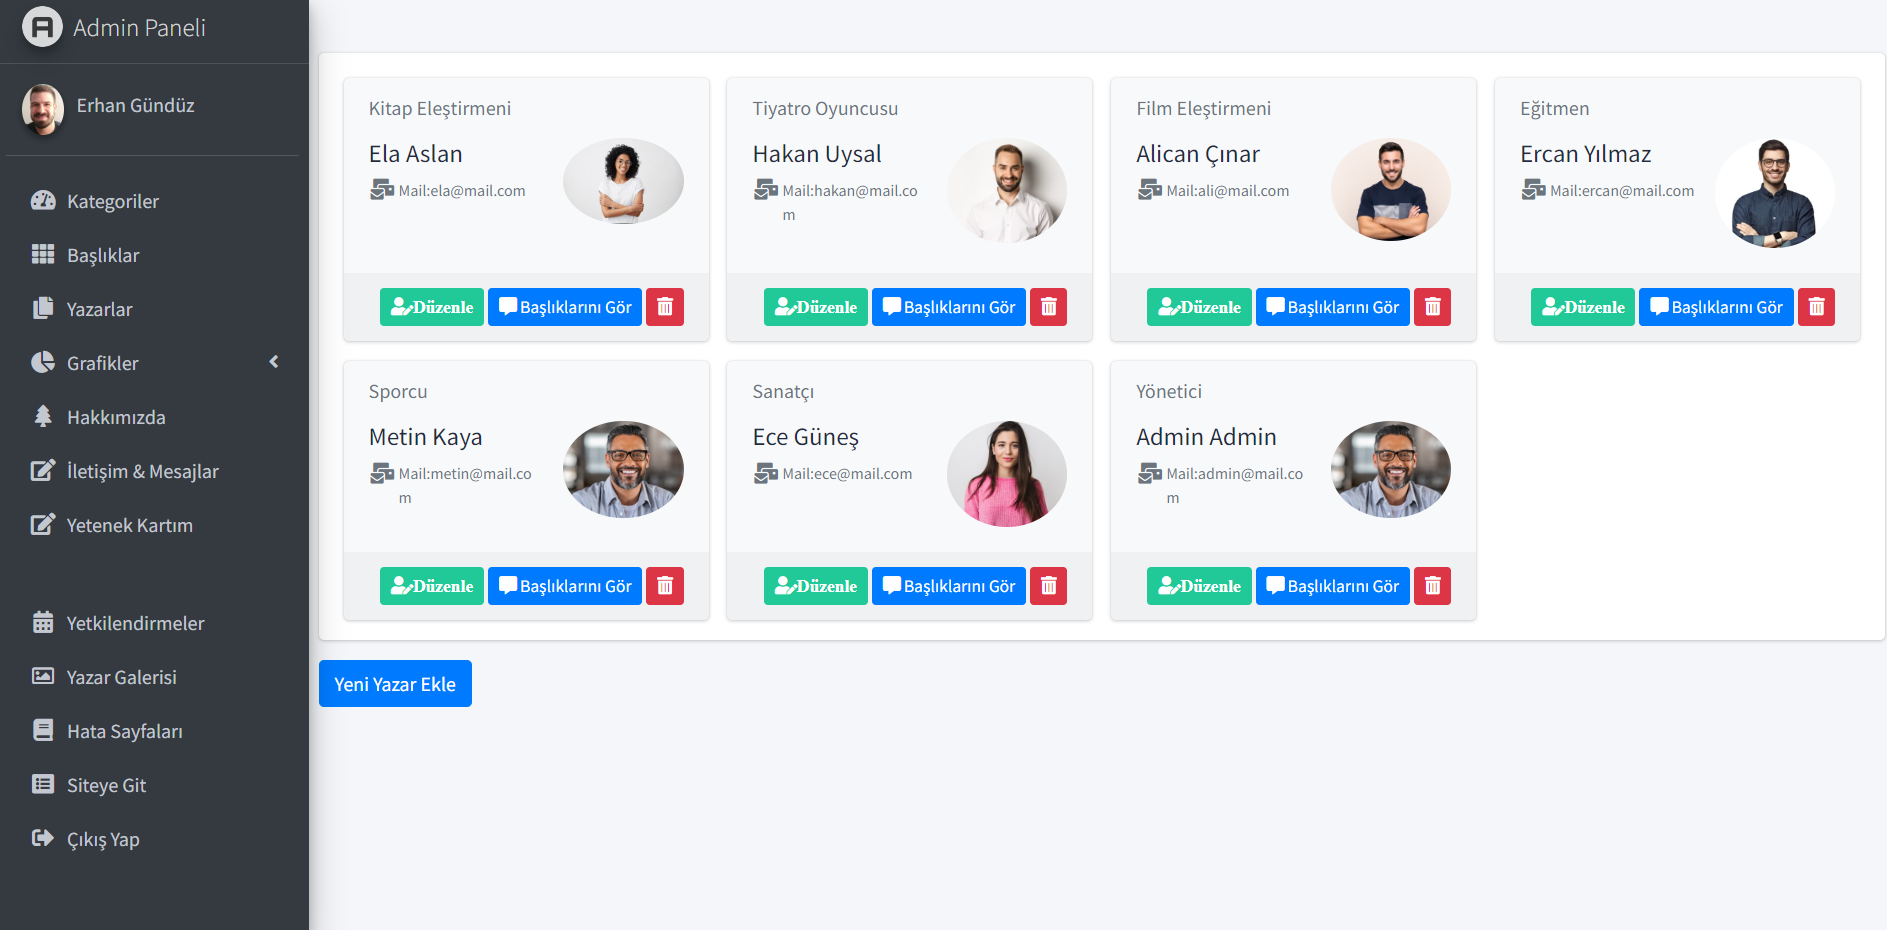 Admin Paneli
Erhan Gündüz
Kategoriler
Başlıklar
Yazarlar
Grafikler
Hakkımızda
İletişim & Mesajlar
Yetenek Kartım
Yetkilendirmeler
Yazar Galerisi
Hata Sayfaları
Siteye Git
Çıkış Yap
Kitap Eleştirmeni
Ela Aslan
Mail:ela@mail.com
Düzenle Başlıklarını Gör
Tiyatro Oyuncusu
Hakan Uysal
Mail:hakan@mail.co
m
Düzenle Başlıklarını Gör
Film Eleştirmeni
Alican Çınar
Mail:ali@mail.com
Düzenle Başlıklarını Gör
Eğitmen
Ercan Yılmaz
Mail:ercan@mail.com
Düzenle Başlıklarını Gör
Sporcu
Metin Kaya
Mail:metin@mail.co
m
Düzenle Başlıklarını Gör
Sanatçı
Ece Güneş
Mail:ece@mail.com
Düzenle Başlıklarını Gör
Yönetici
Admin Admin
Mail:admin@mail.co
m
Düzenle Başlıklarını Gör
Yeni Yazar Ekle